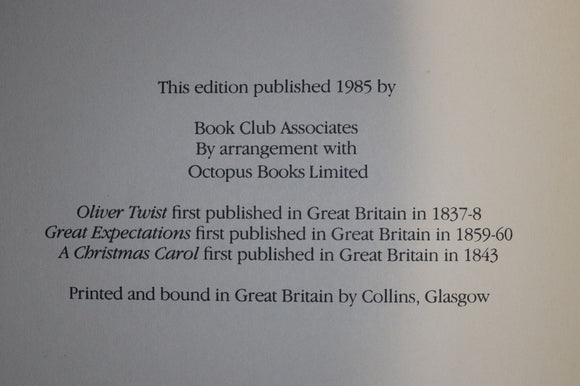 This edition published 1985 by
Book Club Associates
By arrangement with
Octopus Books Limited
Oliver Twist first published in Great Britain in 1837-8
Great Expectations first published in Great Britain in 1859-60
A Christmas Carol first published in Great Britain in 1843
Printed and bound in Great Britain by Collins, Glasgow